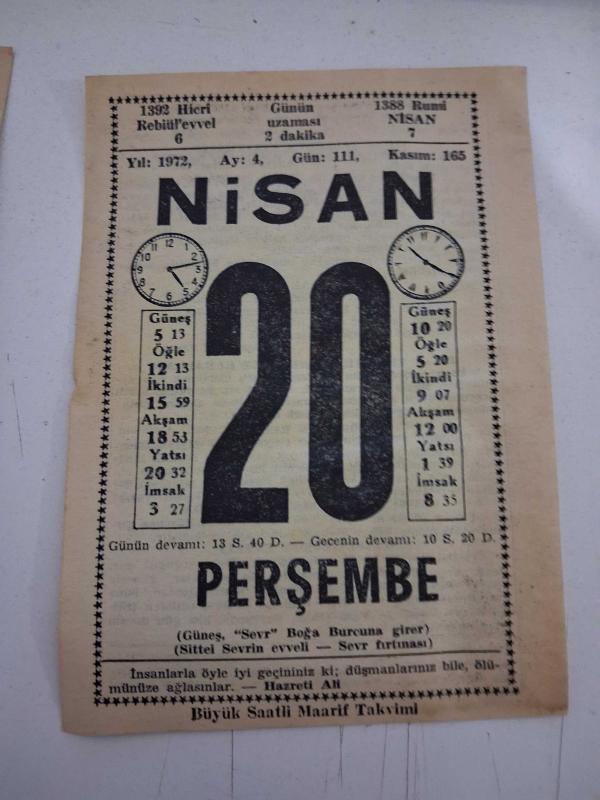 1392 Hicri
Rebiül'evvel
6
Günün
uzaması
2 dakika
1388 Rumi
NİSAN
7
Yıl: 1972, Ay: 4, Gün: 111, Kasım: 165
NiSAN
20
Güneş
5 13
Öğle
12 13
İkindi
15 59
Akşam
18 53
Yatsı
20 32
İmsak
3 27
Güneş
10 20
Öğle
5 20
İkindi
9 07
Akşam
12 00
Yatsı
1 39
İmsak
8 35
Günün devamı: 13 S. 40 D. — Gecenin devamı: 10 S. 20 D.
PERŞEMBE
(Güneş, "Sevr" Boğa Burcuna girer)
(Sittei Sevrin evveli — Sevr fırtınası)
İnsanlarla öyle iyi geçininiz ki; düşmanlarınız bile, ölü-
münüze ağlasınlar. — Hazreti Ali
Büyük Saatli Maarif Takvimi